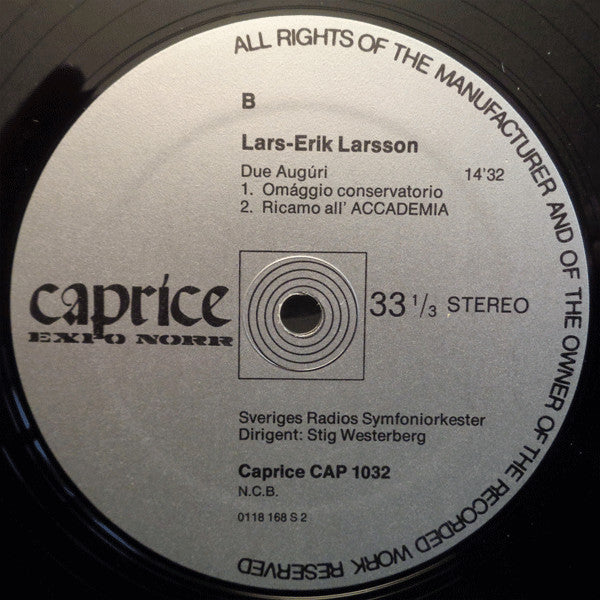 ALL RIGHTS OF THE MANUFACTURER AND OF THE OWNER OF THE RECORDED WORK RESERVED
B
Lars-Erik Larsson
Due Augúri 14'32
1. Omággio conservatorio
2. Ricamo all' ACCADEMIA
caprice
EXPO NORR
33 1/3 STEREO
Sveriges Radios Symfoniorkester
Dirigent: Stig Westerberg
Caprice CAP 1032
N.C.B.
0118 168 S 2